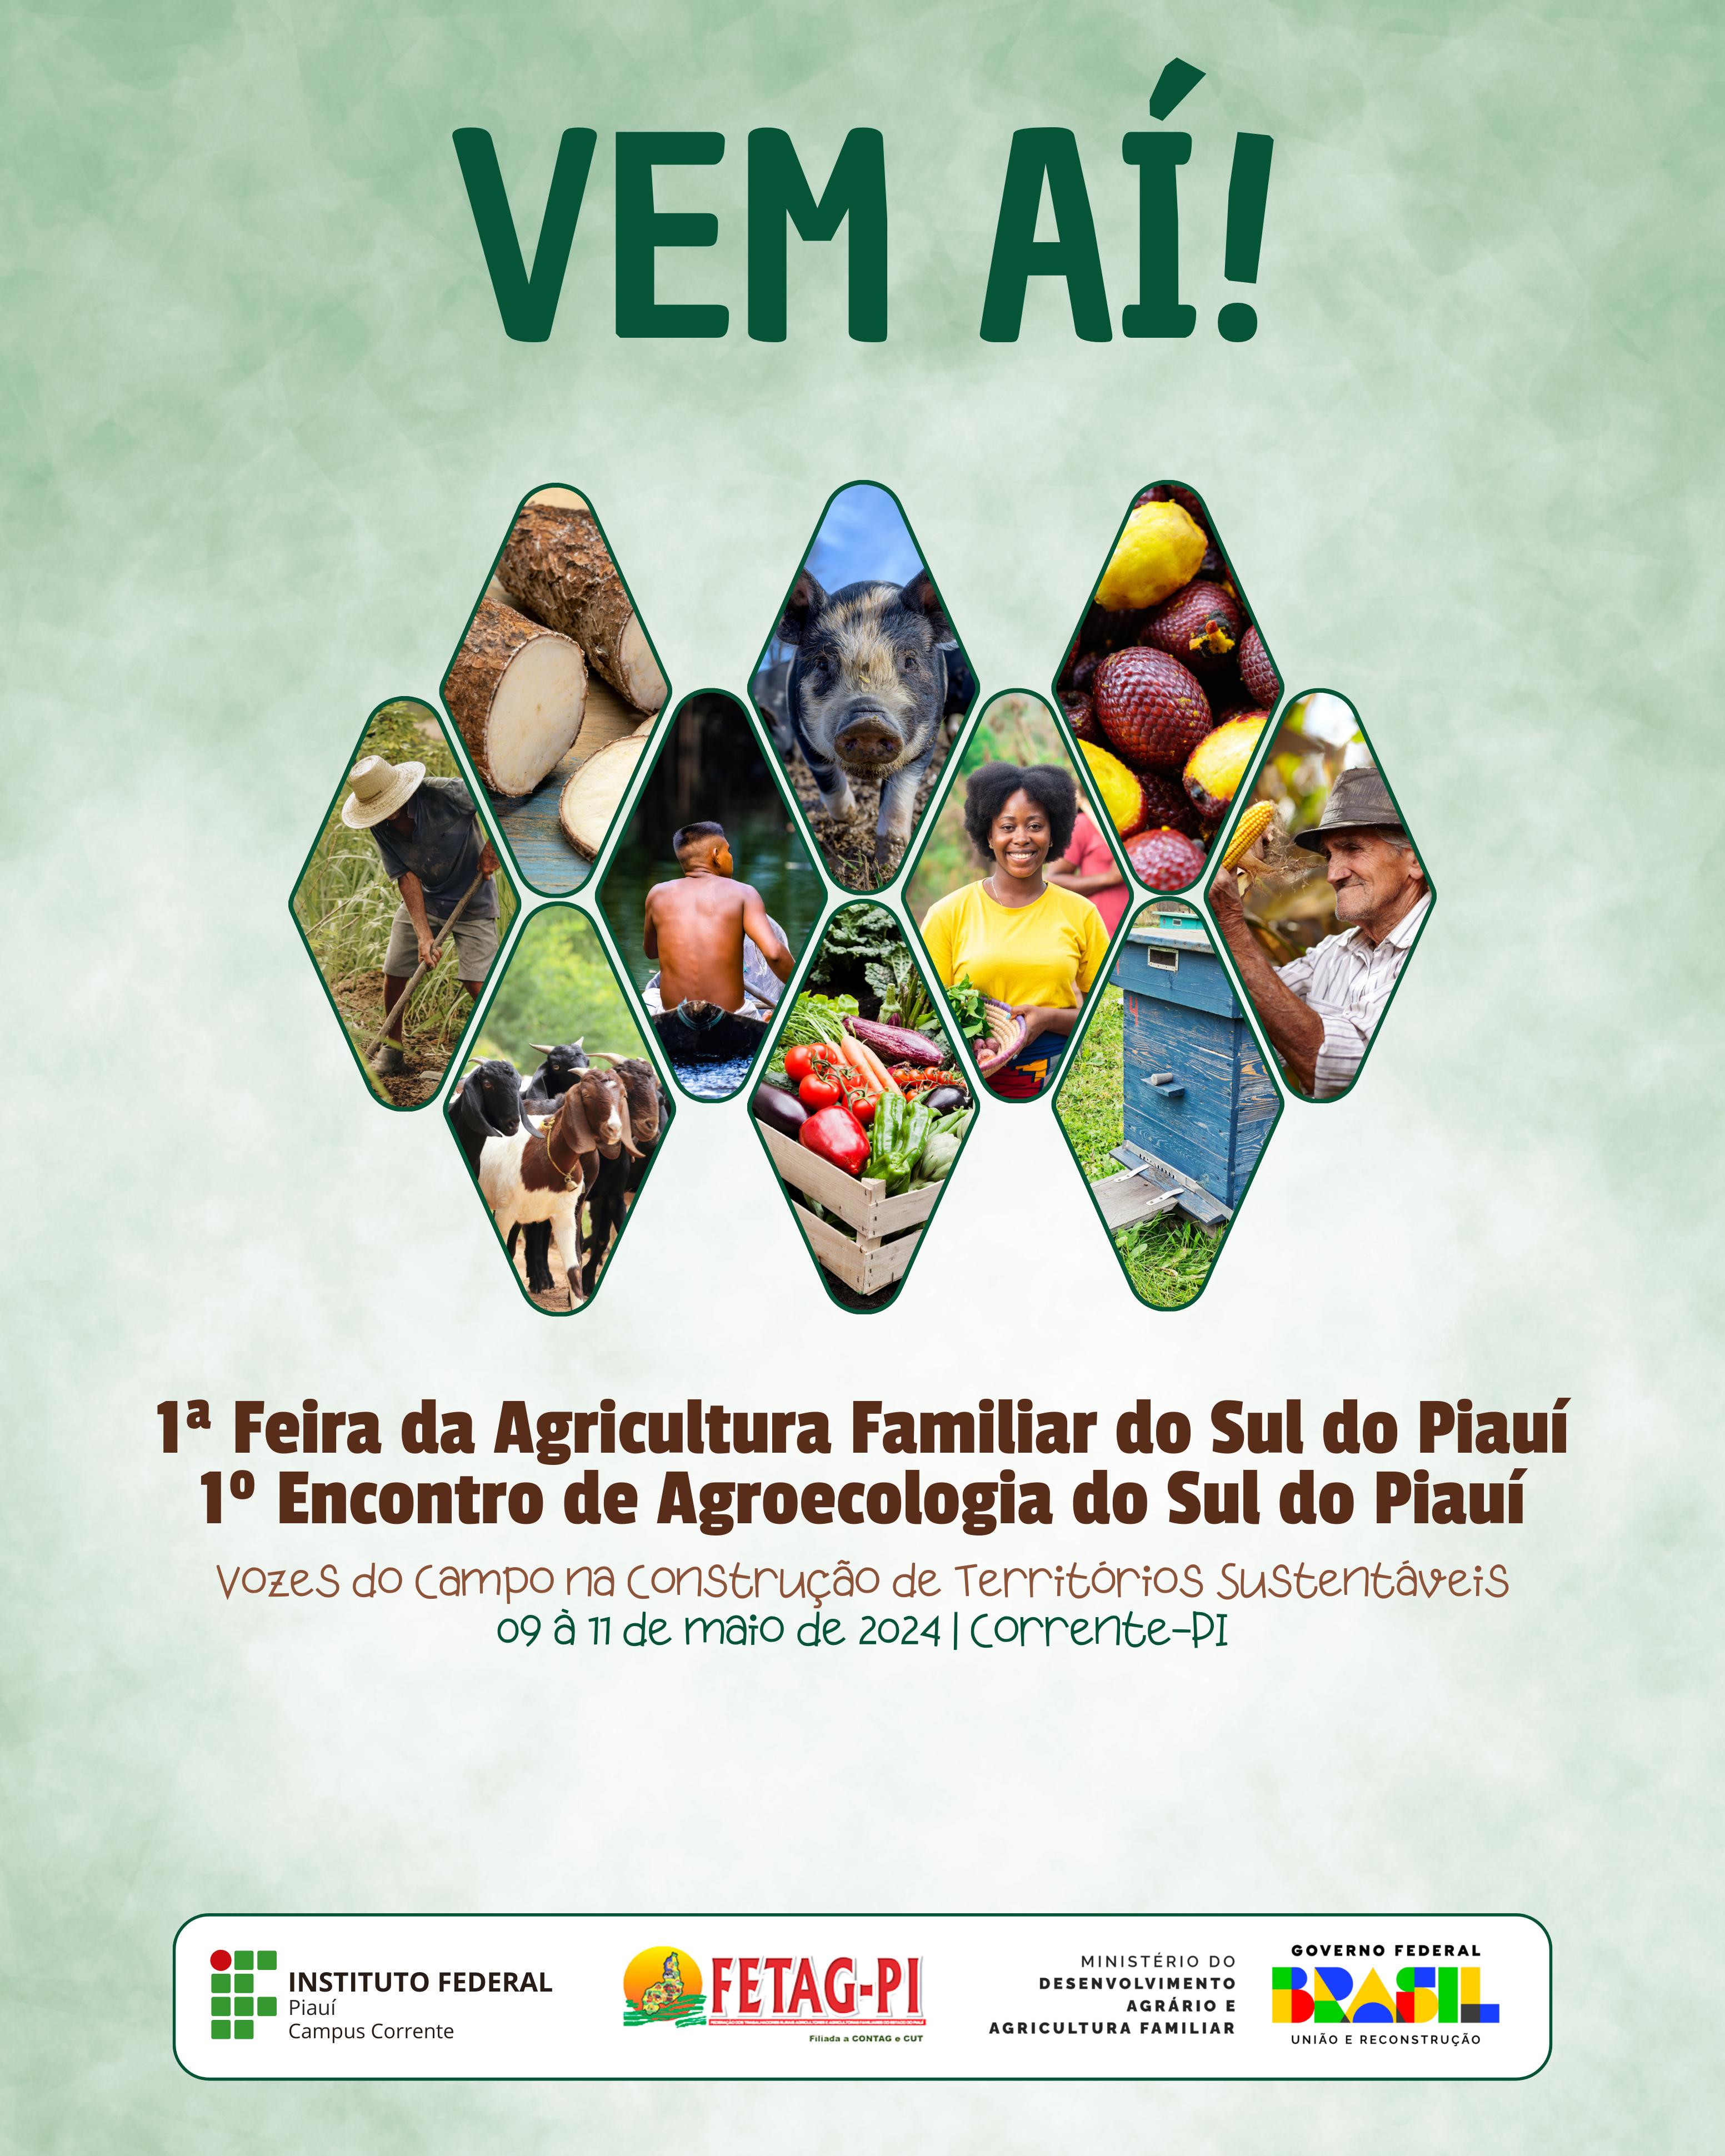 VEM AÍ!
1ª Feira da Agricultura Familiar do Sul do Piauí
1º Encontro de Agroecologia do Sul do Piauí
Vozes do Campo na Construção de Territórios Sustentáveis
09 à 11 de maio de 2024 | Corrente-PI
INSTITUTO FEDERAL
Piauí
Campus Corrente
FETAG-PI
Filiada a CONTAG e CUT
MINISTÉRIO DO
DESENVOLVIMENTO
AGRÁRIO E
AGRICULTURA FAMILIAR
GOVERNO FEDERAL
BRASIL
UNIÃO E RECONSTRUÇÃO